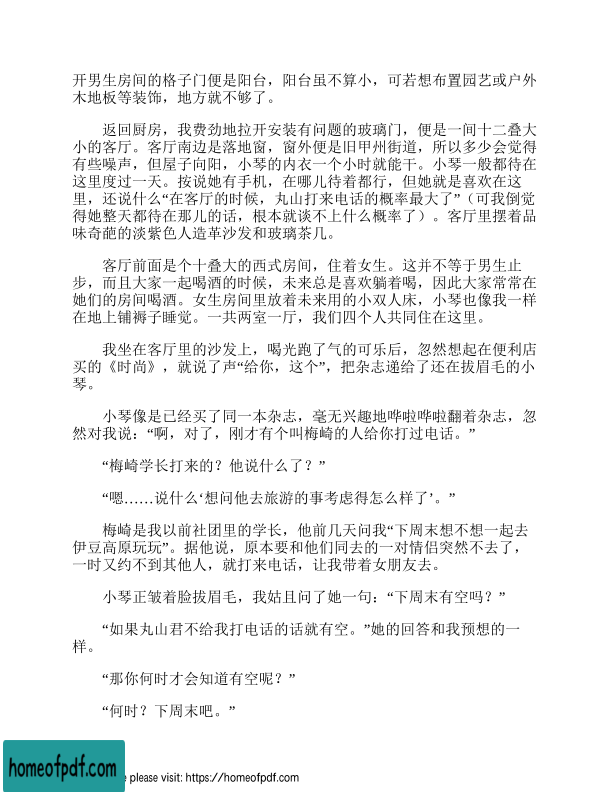 开男生房间的格子门便是阳台，阳台虽不算小，可若想布置园艺或户外
木地板等装饰，地方就不够了。
返回厨房，我费劲地拉开安装有问题的玻璃门，便是一间十二叠大
小的客厅。客厅南边是落地窗，窗外便是旧甲州街道，所以多少会觉得
有些噪声，但屋子向阳，小琴的内衣一个小时就能干。小琴一般都待在
这里度过一天。按说她有手机，在哪儿待着都行，但她就是喜欢在这
里，还说什么“在客厅的时候，丸山打来电话的概率最大了”（可我倒觉
得她整天都待在那儿的话，根本就谈不上什么概率了）。客厅里摆着品
味奇葩的淡紫色人造革沙发和玻璃茶几。
客厅前面是个十叠大的西式房间，住着女生。这并不等于男生止
步，而且大家一起喝酒的时候，未来总是喜欢躺着喝，因此大家常常在
她们的房间喝酒。女生房间里放着未来用的小双人床，小琴也像我一样
在地上铺褥子睡觉。一共两室一厅，我们四个人共同住在这里。
我坐在客厅里的沙发上，喝光跑了气的可乐后，忽然想起在便利店
买的《时尚》，就说了声“给你，这个”，把杂志递给了还在拔眉毛的小
琴。
小琴像是已经买了同一本杂志，毫无兴趣地哗啦哗啦翻着杂志，忽
然对我说：“啊，对了，刚才有个叫梅崎的人给你打过电话。”
“梅崎学长打来的？他说什么了？”
“嗯……说什么‘想问他去旅游的事考虑得怎么样了’。”
梅崎是我以前社团里的学长，他前几天问我“下周末想不想一起去
伊豆高原玩玩”。据他说，原本要和他们同去的一对情侣突然不去了，
一时又约不到其他人，就打来电话，让我带着女朋友去。
小琴正皱着脸拔眉毛，我姑且问了她一句：“下周末有空吗？”
“如果丸山君不给我打电话的话就有空。”她的回答和我预想的一
样。
“那你何时才会知道有空呢？”
“何时？下周末吧。”
homeofpdf.com
e please visit: https://homeofpdf.com